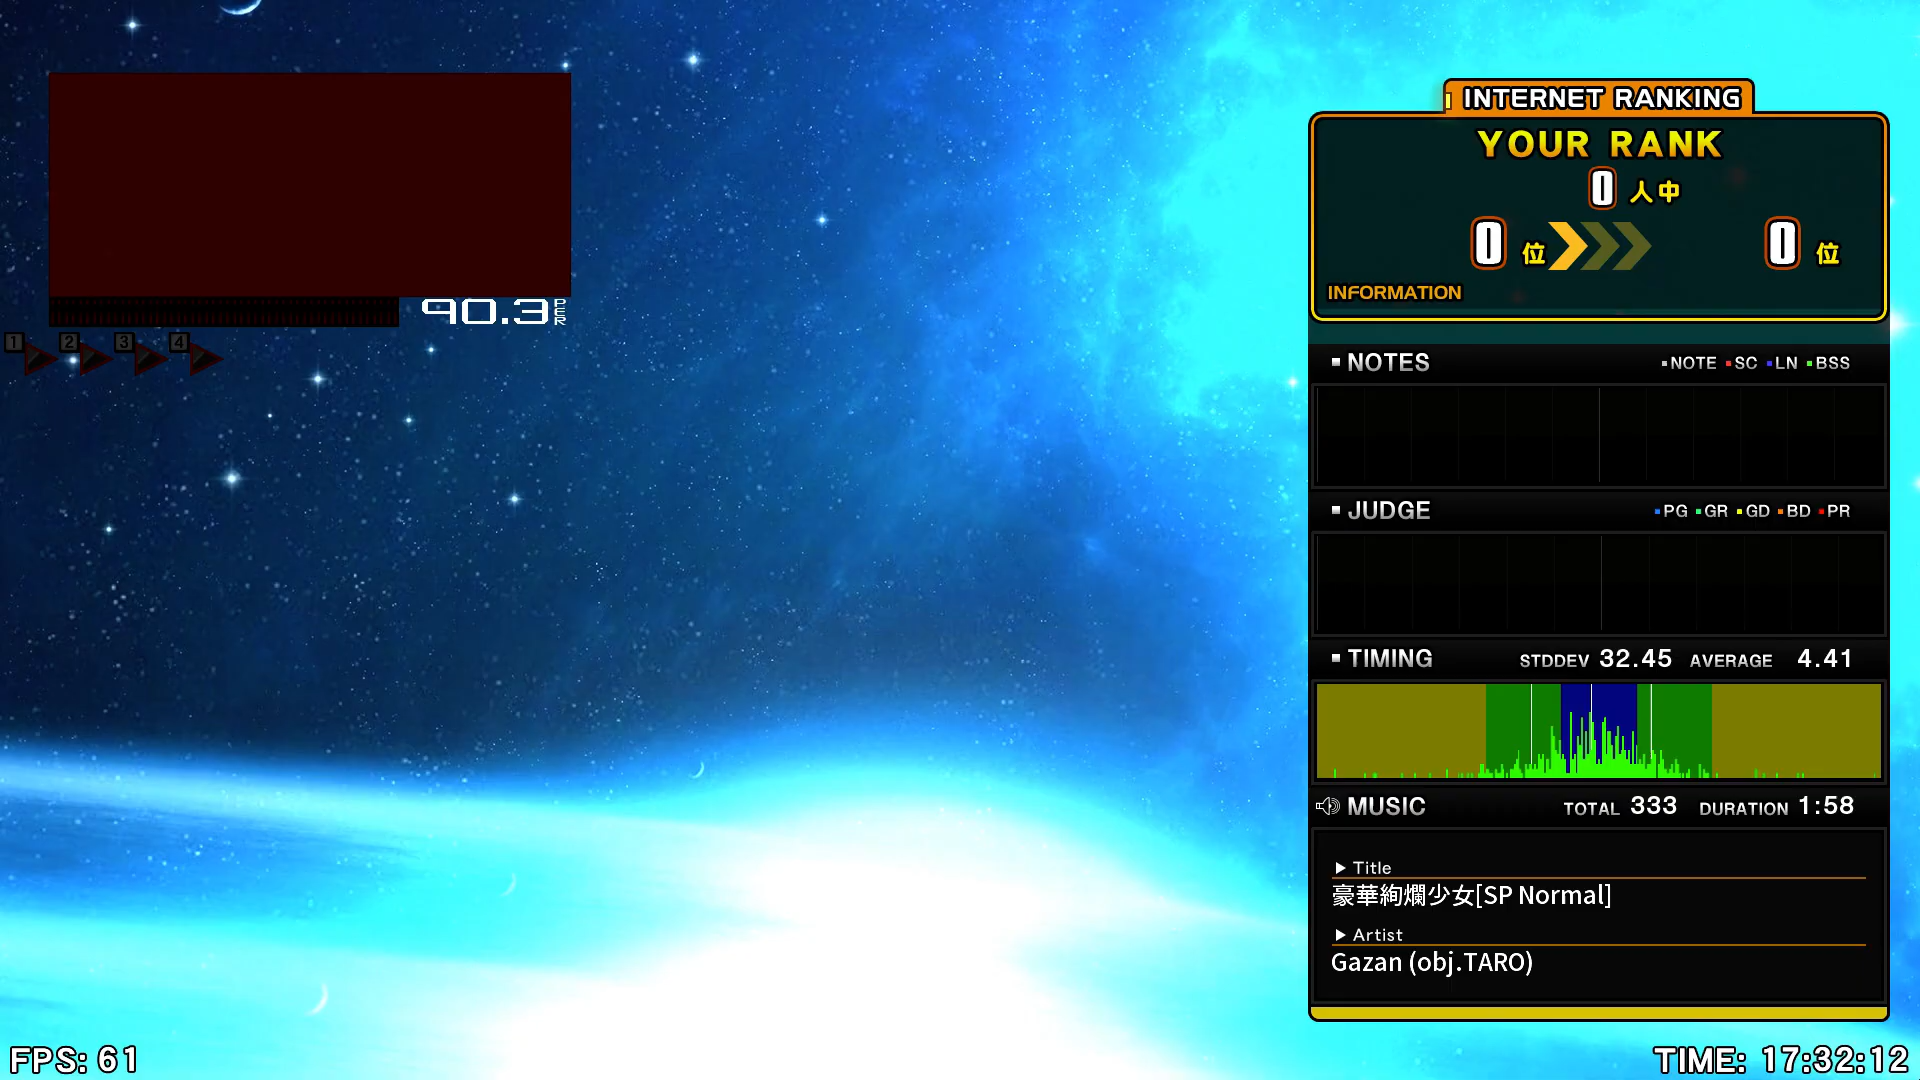 90.3 PER
1 2 3 4
INTERNET RANKING
YOUR RANK
0 人中
0 位 0 位
INFORMATION
NOTES NOTE SC LN BSS
JUDGE PG GR GD BD PR
TIMING STDDEV 32.45 AVERAGE 4.41
MUSIC TOTAL 333 DURATION 1:58
Title
豪華絢爛少女[SP Normal]
Artist
Gazan (obj.TARO)
FPS: 61
TIME: 17:32:12